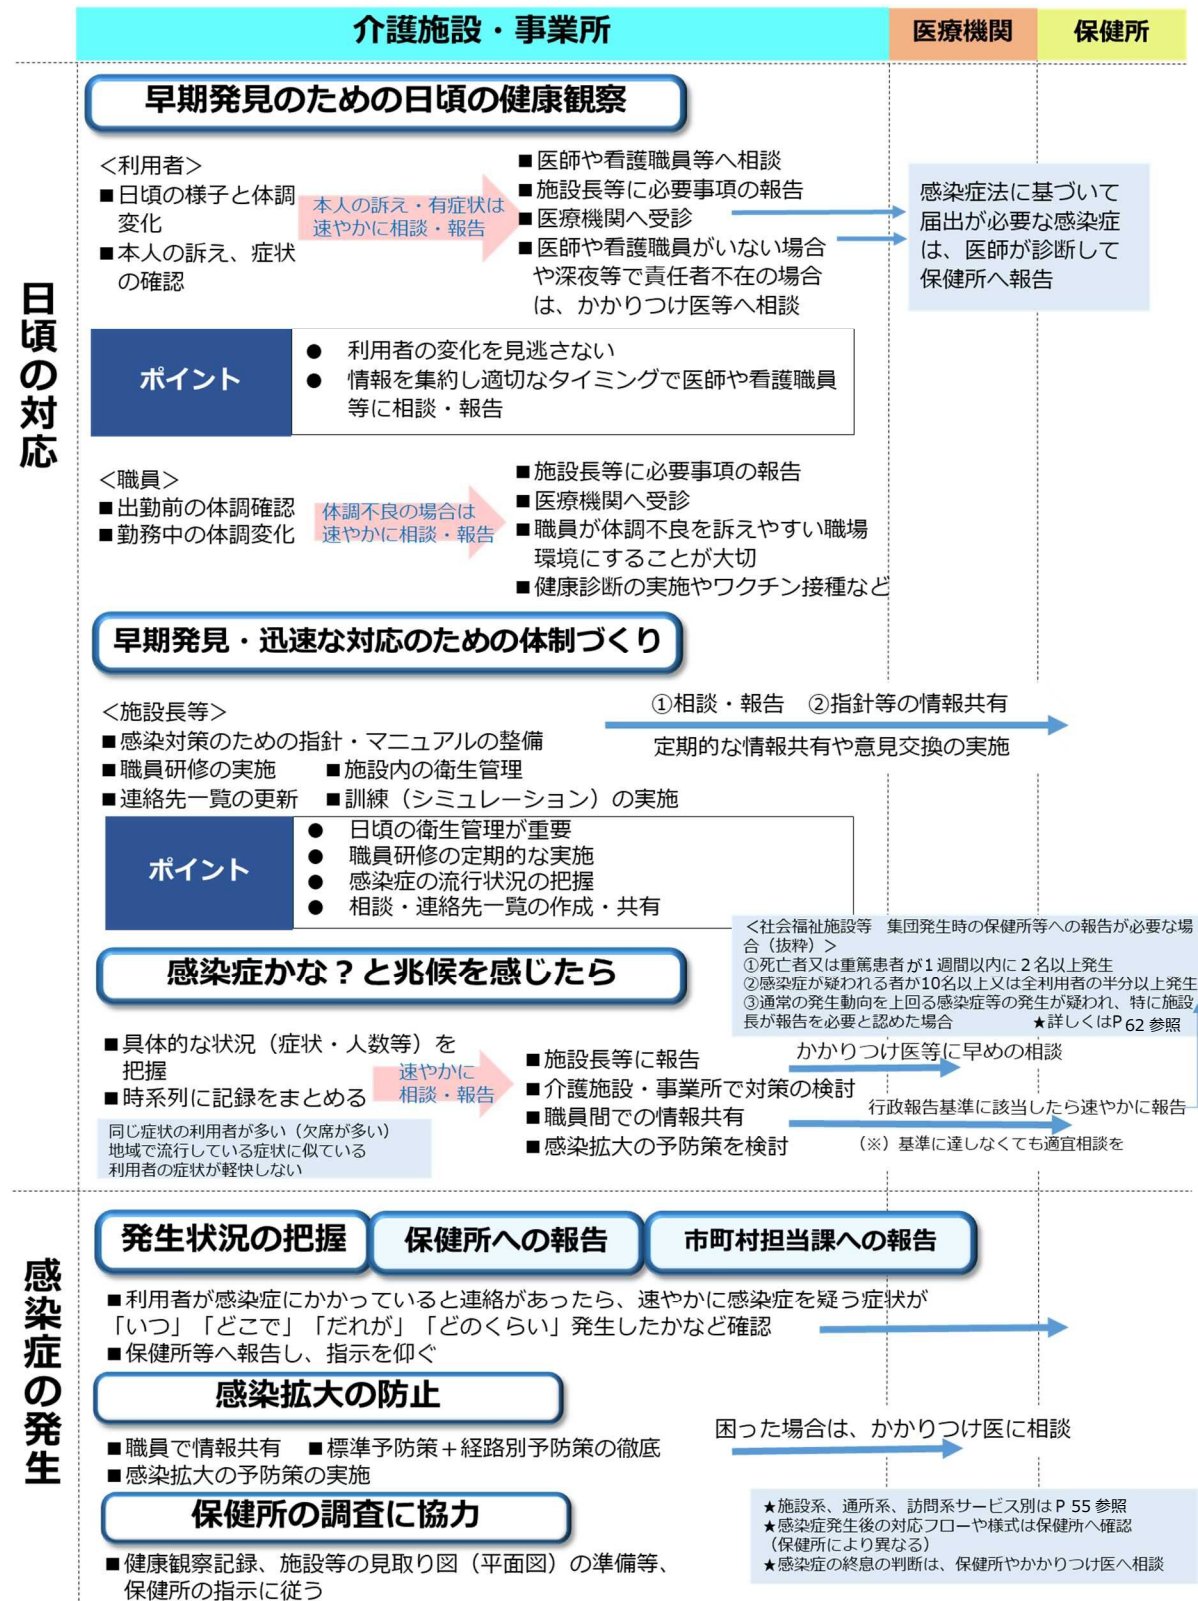 介護施設・事業所
医療機関
保健所
日頃の対応
早期発見のための日頃の健康観察
＜利用者＞
■日頃の様子と体調
変化
■本人の訴え、症状
の確認
本人の訴え・有症状は
速やかに相談・報告
■医師や看護職員等へ相談
■施設長等に必要事項の報告
■医療機関へ受診
■医師や看護職員がいない場合
や深夜等で責任者不在の場合
は、かかりつけ医等へ相談
感染症法に基づいて
届出が必要な感染症
は、医師が診断して
保健所へ報告
ポイント
● 利用者の変化を見逃さない
● 情報を集約し適切なタイミングで医師や看護職員
等に相談・報告
＜職員＞
■出勤前の体調確認
■勤務中の体調変化
体調不良の場合は
速やかに相談・報告
■施設長等に必要事項の報告
■医療機関へ受診
■職員が体調不良を訴えやすい職場
環境にすることが大切
■健康診断の実施やワクチン接種など
早期発見・迅速な対応のための体制づくり
＜施設長等＞
■感染対策のための指針・マニュアルの整備
■職員研修の実施 ■施設内の衛生管理
■連絡先一覧の更新 ■訓練（シミュレーション）の実施
①相談・報告 ②指針等の情報共有
定期的な情報共有や意見交換の実施
ポイント
● 日頃の衛生管理が重要
● 職員研修の定期的な実施
● 感染症の流行状況の把握
● 相談・連絡先一覧の作成・共有
＜社会福祉施設等 集団発生時の保健所等への報告が必要な場
合（抜粋）＞
①死亡者又は重篤患者が1週間以内に2名以上発生
②感染症が疑われる者が10名以上又は全利用者の半分以上発生
③通常の発生動向を上回る感染症等の発生が疑われ、特に施設
長が報告を必要と認めた場合 ★詳しくはP 62 参照
感染症かな？と兆候を感じたら
■具体的な状況（症状・人数等）を
把握
■時系列に記録をまとめる
速やかに
相談・報告
■施設長等に報告
■介護施設・事業所で対策の検討
■職員間での情報共有
■感染拡大の予防策を検討
かかりつけ医等に早めの相談
行政報告基準に該当したら速やかに報告
（※）基準に達しなくても適宜相談を
同じ症状の利用者が多い（欠席が多い）
地域で流行している症状に似ている
利用者の症状が軽快しない
感染症の発生
発生状況の把握
保健所への報告
市町村担当課への報告
■利用者が感染症にかかっていると連絡があったら、速やかに感染症を疑う症状が
「いつ」「どこで」「だれが」「どのくらい」発生したかなど確認
■保健所等へ報告し、指示を仰ぐ
感染拡大の防止
■職員で情報共有 ■標準予防策＋経路別予防策の徹底
■感染拡大の予防策の実施
困った場合は、かかりつけ医に相談
保健所の調査に協力
■健康観察記録、施設等の見取り図（平面図）の準備等、
保健所の指示に従う
★施設系、通所系、訪問系サービス別はP 55 参照
★感染症発生後の対応フローや様式は保健所へ確認
（保健所により異なる）
★感染症の終息の判断は、保健所やかかりつけ医へ相談